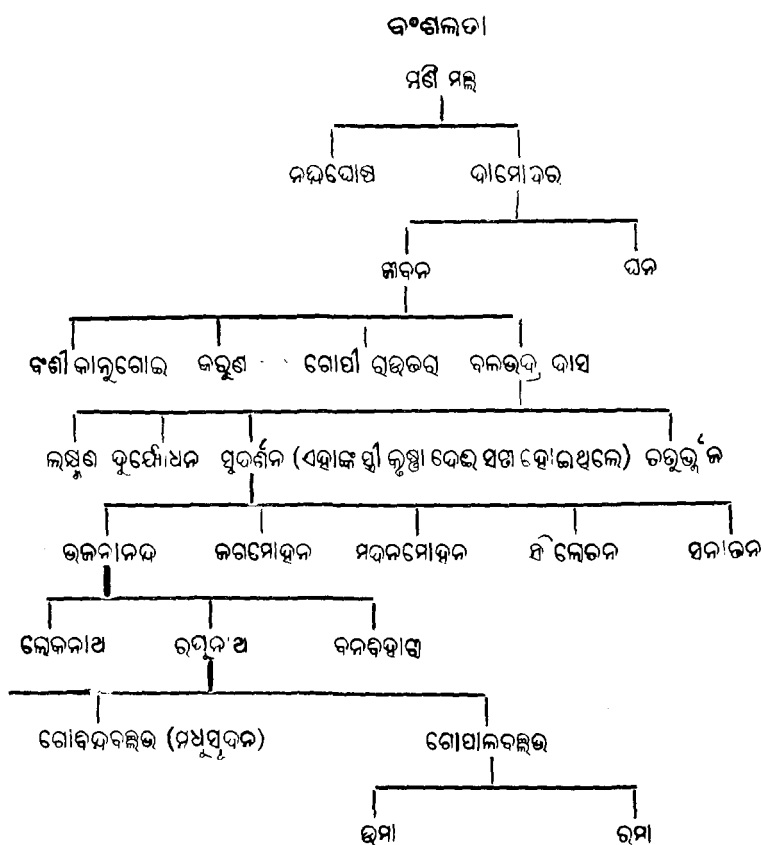 ବଂଶଲତା
ମଣି ମଲ୍ଲ
ନନ୍ଦଘୋଷ ଦାମୋଦର
ଜୀବନ ଘନ
ବଂଶୀ କାନୁଗୋଇ କରୁଣ ଗୋପୀ ରାଉତରା ବଳଭଦ୍ର ଦାସ
ଲକ୍ଷ୍ମଣ ଦୁର୍ଯ୍ୟୋଧନ ସୁଦର୍ଶନ (ଏହାଙ୍କ ସ୍ତ୍ରୀ କୃଷ୍ଣା ଦେଈ ସତୀ ହୋଇଥିଲେ) ଚତୁର୍ଭୁଜ
ଭଜନାନନ୍ଦ ଜଗମୋହନ ମଦନମୋହନ ତ୍ରିଲୋଚନ ସନାତନ
ଲୋକନାଥ ରଘୁନାଥ ବନବିହାରୀ
ଗୋବିନ୍ଦବଲ୍ଲଭ (ମଧୁସୂଦନ) ଗୋପାଳବଲ୍ଲଭ
ଉମା ରମା